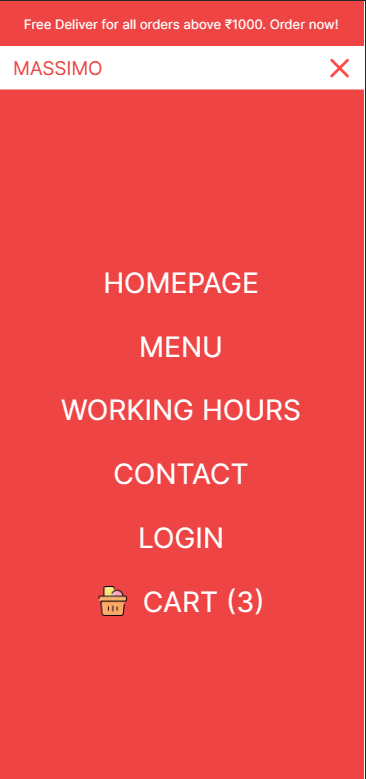 Free Deliver for all orders above ₹1000. Order now!
MASSIMO
HOMEPAGE
MENU
WORKING HOURS
CONTACT
LOGIN
CART (3)